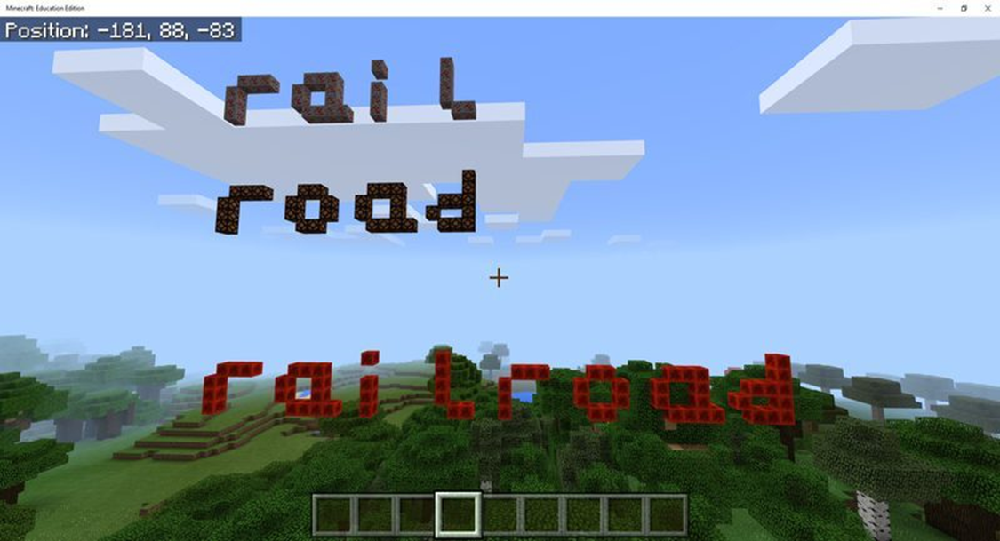 Minecraft: Education Edition
Position: -181, 88, -83
rail
road
railroad